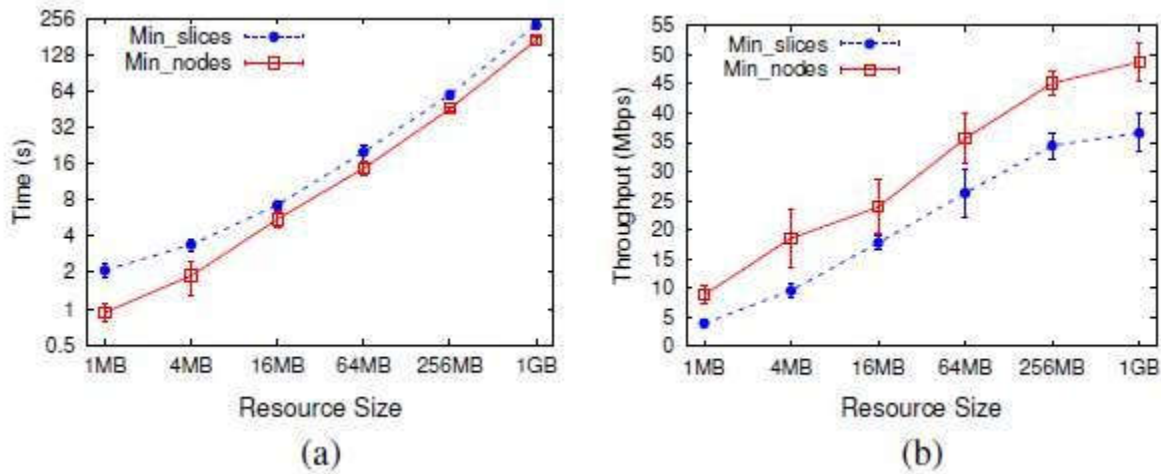 256
128
64
32
16
8
4
2
1
0.5
Time (s)
Min_slices
Min_nodes
1MB 4MB 16MB 64MB 256MB 1GB
Resource Size
(a)
55
50
45
40
35
30
25
20
15
10
5
0
Throughput (Mbps)
Min_slices
Min_nodes
1MB 4MB 16MB 64MB 256MB 1GB
Resource Size
(b)